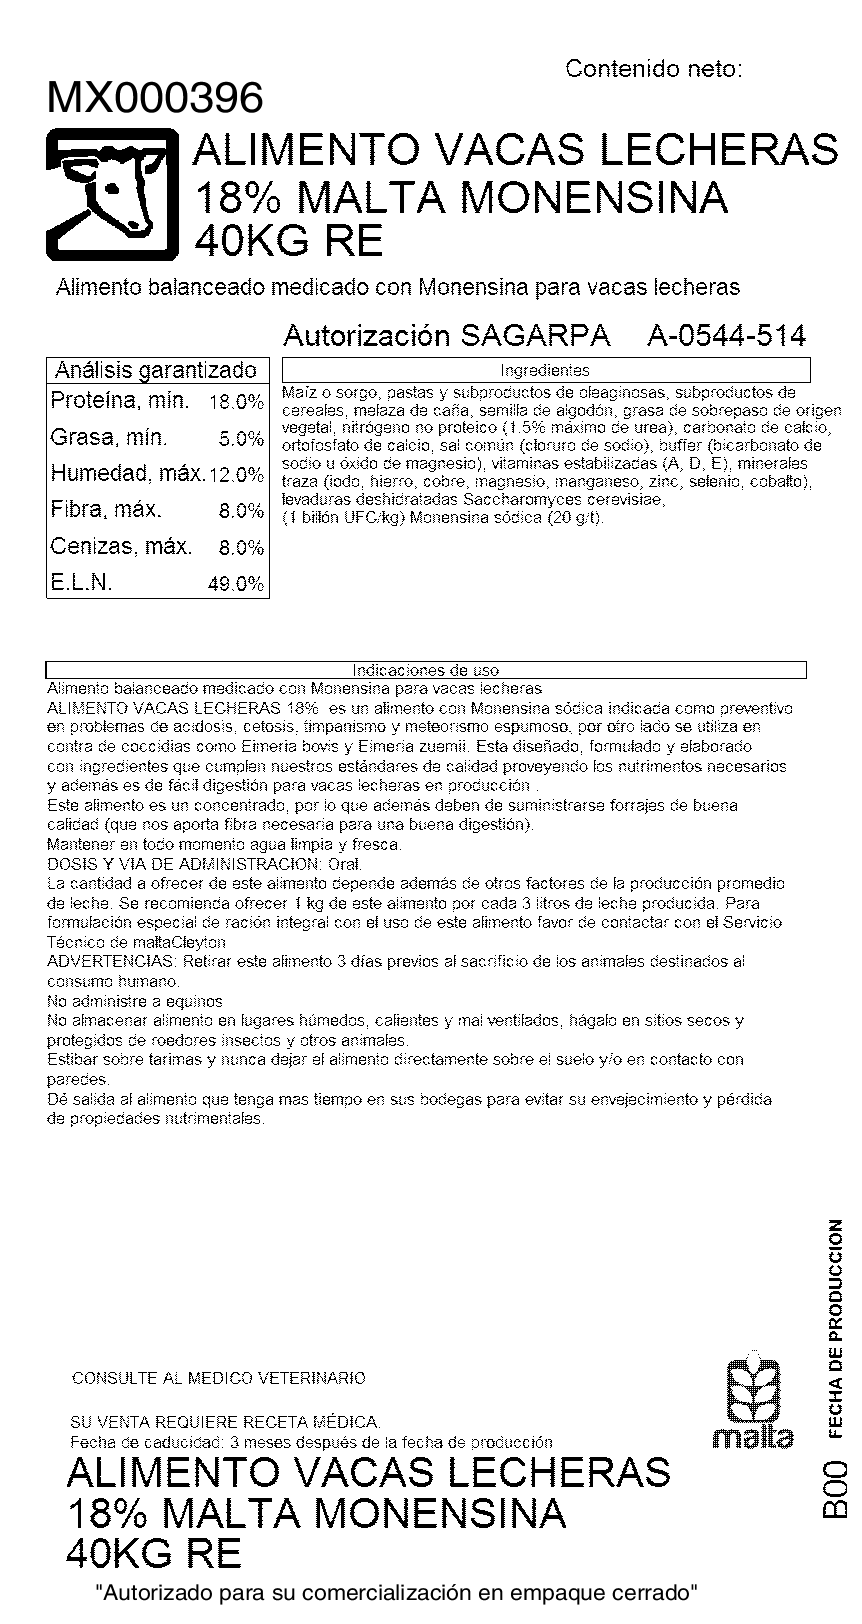 Contenido neto:
MX000396
ALIMENTO VACAS LECHERAS
18% MALTA MONENSINA
40KG RE
Alimento balanceado medicado con Monensina para vacas lecheras
Autorización SAGARPA A-0544-514
Análisis garantizado
Proteína, mín. 18.0%
Grasa, mín. 5.0%
Humedad, máx. 12.0%
Fibra, máx. 8.0%
Cenizas, máx. 8.0%
E.L.N. 49.0%
Ingredientes
Maíz o sorgo, pastas y subproductos de oleaginosas, subproductos de
cereales, melaza de caña, semilla de algodón, grasa de sobrepaso de origen
vegetal, nitrógeno no proteico (1.5% máximo de urea), carbonato de calcio,
ortofosfato de calcio, sal común (cloruro de sodio), buffer (bicarbonato de
sodio u óxido de magnesio), vitaminas estabilizadas (A, D, E), minerales
traza (iodo, hierro, cobre, magnesio, manganeso, zinc, selenio, cobalto),
levaduras deshidratadas Saccharomyces cerevisiae,
(1 billón UFC/kg) Monensina sódica (20 g/t).
Indicaciones de uso
Alimento balanceado medicado con Monensina para vacas lecheras
ALIMENTO VACAS LECHERAS 18% es un alimento con Monensina sódica indicada como preventivo
en problemas de acidosis, cetosis, timpanismo y meteorismo espumoso, por otro lado se utiliza en
contra de coccidias como Eimeria bovis y Eimeria zuernii. Esta diseñado, formulado y elaborado
con ingredientes que cumplen nuestros estándares de calidad proveyendo los nutrimentos necesarios
y además es de fácil digestión para vacas lecheras en producción .
Este alimento es un concentrado, por lo que además deben de suministrarse forrajes de buena
calidad (que nos aporta fibra necesaria para una buena digestión).
Mantener en todo momento agua limpia y fresca.
DOSIS Y VIA DE ADMINISTRACION: Oral.
La cantidad a ofrecer de este alimento depende además de otros factores de la producción promedio
de leche. Se recomienda ofrecer 1 kg de este alimento por cada 3 litros de leche producida. Para
formulación especial de ración integral con el uso de este alimento favor de contactar con el Servicio
Técnico de maltaCleyton
ADVERTENCIAS: Retirar este alimento 3 días previos al sacrificio de los animales destinados al
consumo humano.
No administre a equinos
No almacenar alimento en lugares húmedos, calientes y mal ventilados, hágalo en sitios secos y
protegidos de roedores insectos y otros animales.
Estibar sobre tarimas y nunca dejar el alimento directamente sobre el suelo y/o en contacto con
paredes.
Dé salida al alimento que tenga mas tiempo en sus bodegas para evitar su envejecimiento y pérdida
de propiedades nutrimentales.
FECHA DE PRODUCCION
B00
CONSULTE AL MEDICO VETERINARIO
malta
SU VENTA REQUIERE RECETA MÉDICA.
Fecha de caducidad: 3 meses después de la fecha de producción
ALIMENTO VACAS LECHERAS
18% MALTA MONENSINA
40KG RE
"Autorizado para su comercialización en empaque cerrado"